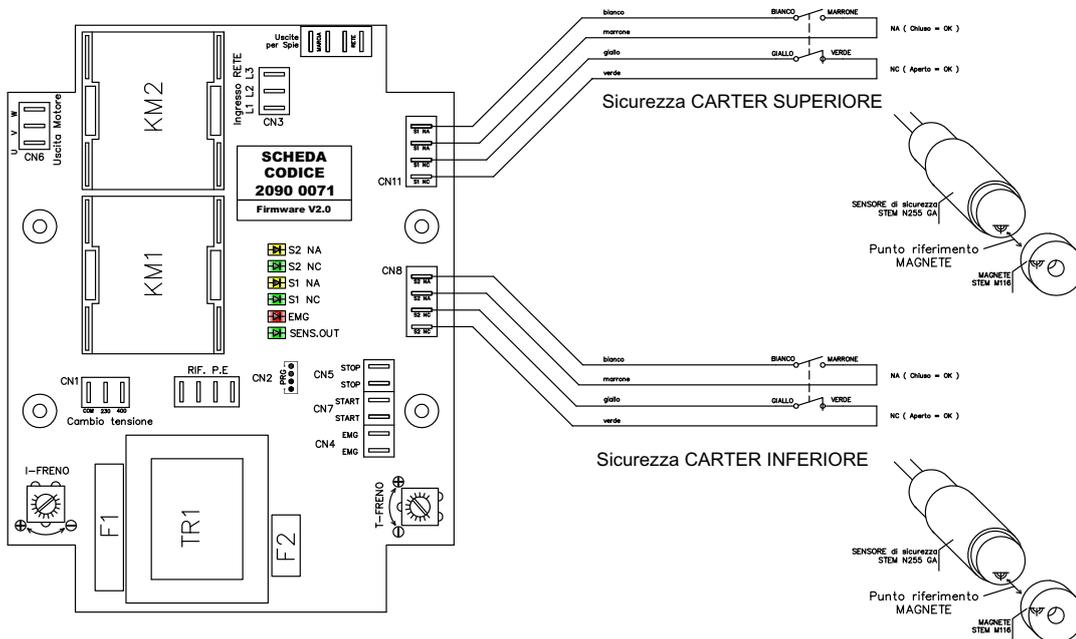 Uscite
per Spie
MARCIA
RETE
KM2
Ingresso RETE
L1 L2 L3
CN3
U V W
CN6
Uscita Motore
SCHEDA
CODICE
2090 0071
Firmware V2.0
S1 NA
S1 NA
S1 NC
S1 NC
CN11
bianco
BIANCO
MARRONE
marrone
NA ( Chiuso = OK )
giallo
GIALLO
VERDE
verde
NC ( Aperto = OK )
Sicurezza CARTER SUPERIORE
SENSORE di sicurezza
STEM N255 GA
Punto riferimento
MAGNETE
MAGNETE
STEM M116
KM1
S2 NA
S2 NC
S1 NA
S1 NC
EMG
SENS.OUT
CN8
S2 NA
S2 NA
S2 NC
S2 NC
bianco
BIANCO
MARRONE
marrone
NA ( Chiuso = OK )
giallo
GIALLO
VERDE
verde
NC ( Aperto = OK )
Sicurezza CARTER INFERIORE
SENSORE di sicurezza
STEM N255 GA
Punto riferimento
MAGNETE
MAGNETE
STEM M116
CN1
COM 230 400
Cambio tensione
RIF. P.E
CN2
PRG
CN5
STOP
STOP
CN7
START
START
CN4
EMG
EMG
I-FRENO
F1
TR1
F2
T-FRENO